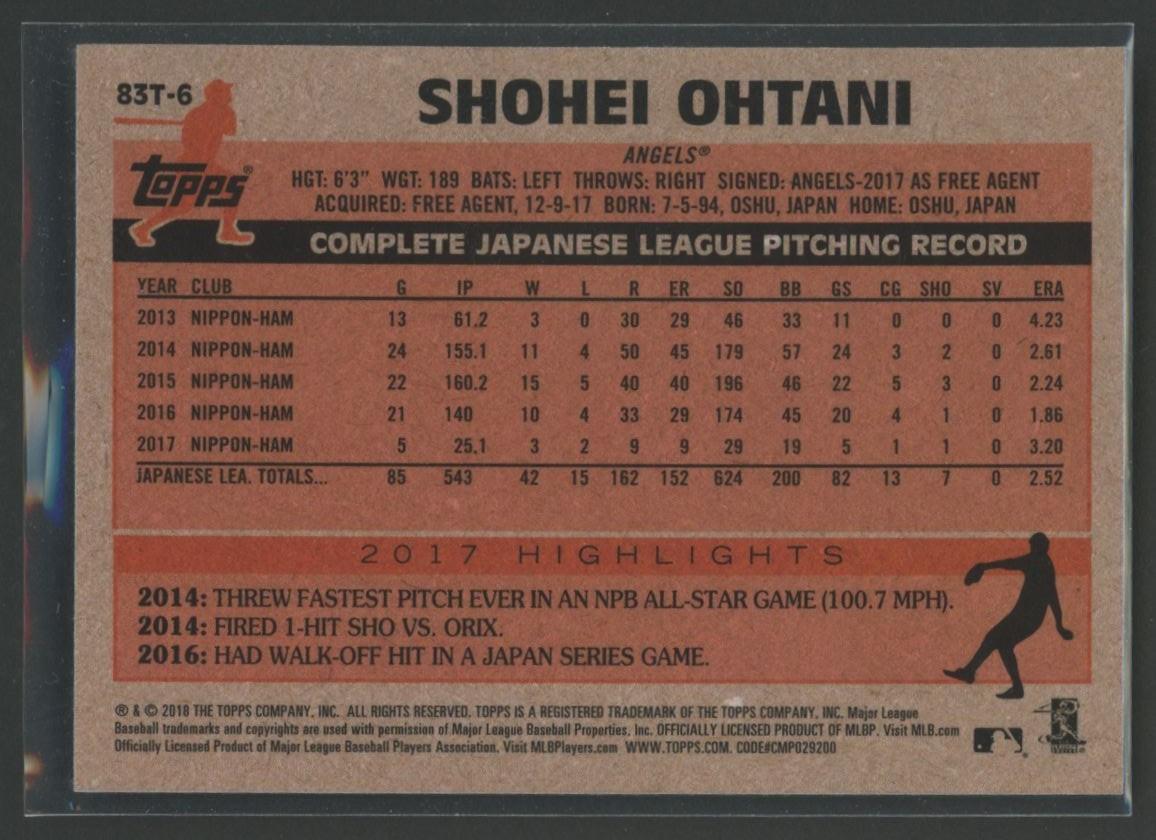 83T-6
SHOHEI OHTANI
Topps®
ANGELS®
HGT: 6'3" WGT: 189 BATS: LEFT THROWS: RIGHT SIGNED: ANGELS-2017 AS FREE AGENT
ACQUIRED: FREE AGENT, 12-9-17 BORN: 7-5-94, OSHU, JAPAN HOME: OSHU, JAPAN
COMPLETE JAPANESE LEAGUE PITCHING RECORD
YEAR CLUB G IP W L R ER SO BB GS CG SHO SV ERA
2013 NIPPON-HAM 13 61.2 3 0 30 29 46 33 11 0 0 0 4.23
2014 NIPPON-HAM 24 155.1 11 4 50 45 179 57 24 3 2 0 2.61
2015 NIPPON-HAM 22 160.2 15 5 40 40 196 46 22 5 3 0 2.24
2016 NIPPON-HAM 21 140 10 4 33 29 174 45 20 4 1 0 1.86
2017 NIPPON-HAM 5 25.1 3 2 9 9 29 19 5 1 1 0 3.20
JAPANESE LEA. TOTALS... 85 543 42 15 162 152 624 200 82 13 7 0 2.52
2017 HIGHLIGHTS
2014: THREW FASTEST PITCH EVER IN AN NPB ALL-STAR GAME (100.7 MPH).
2014: FIRED 1-HIT SHO VS. ORIX.
2016: HAD WALK-OFF HIT IN A JAPAN SERIES GAME.
® & © 2018 THE TOPPS COMPANY, INC. ALL RIGHTS RESERVED. TOPPS IS A REGISTERED TRADEMARK OF THE TOPPS COMPANY, INC. Major League
Baseball trademarks and copyrights are used with permission of Major League Baseball Properties, Inc. OFFICIALLY LICENSED PRODUCT OF MLBP. Visit MLB.com
Officially Licensed Product of Major League Baseball Players Association. Visit MLBPlayers.com WWW.TOPPS.COM. CODE#CMP029200